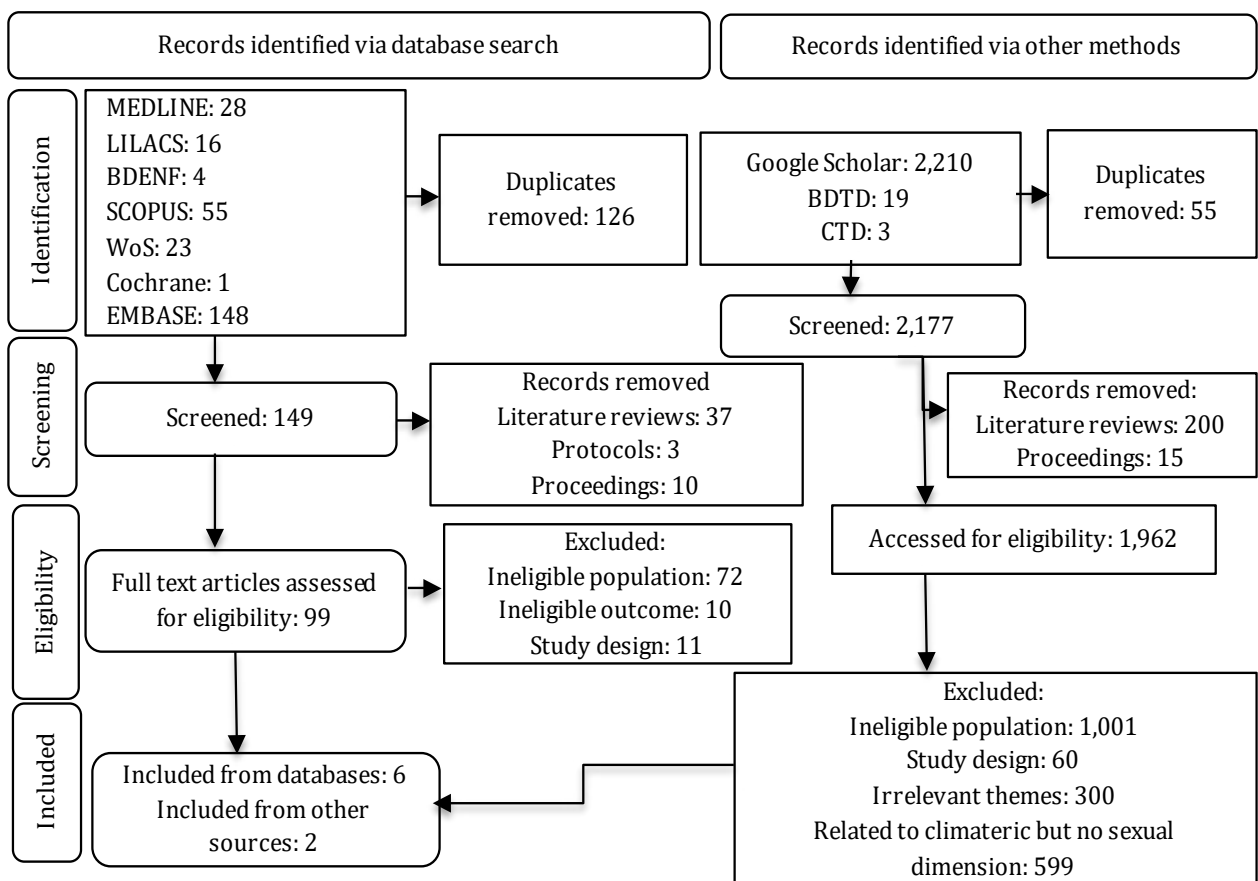 Records identified via database search
Records identified via other methods
Identification
MEDLINE: 28
LILACS: 16
BDENF: 4
SCOPUS: 55
WoS: 23
Cochrane: 1
EMBASE: 148
Duplicates
removed: 126
Google Scholar: 2,210
BDTD: 19
CTD: 3
Duplicates
removed: 55
Screened: 2,177
Screening
Screened: 149
Records removed
Literature reviews: 37
Protocols: 3
Proceedings: 10
Records removed:
Literature reviews: 200
Proceedings: 15
Eligibility
Full text articles assessed
for eligibility: 99
Excluded:
Ineligible population: 72
Ineligible outcome: 10
Study design: 11
Accessed for eligibility: 1,962
Included
Included from databases: 6
Included from other
sources: 2
Excluded:
Ineligible population: 1,001
Study design: 60
Irrelevant themes: 300
Related to climateric but no sexual
dimension: 599